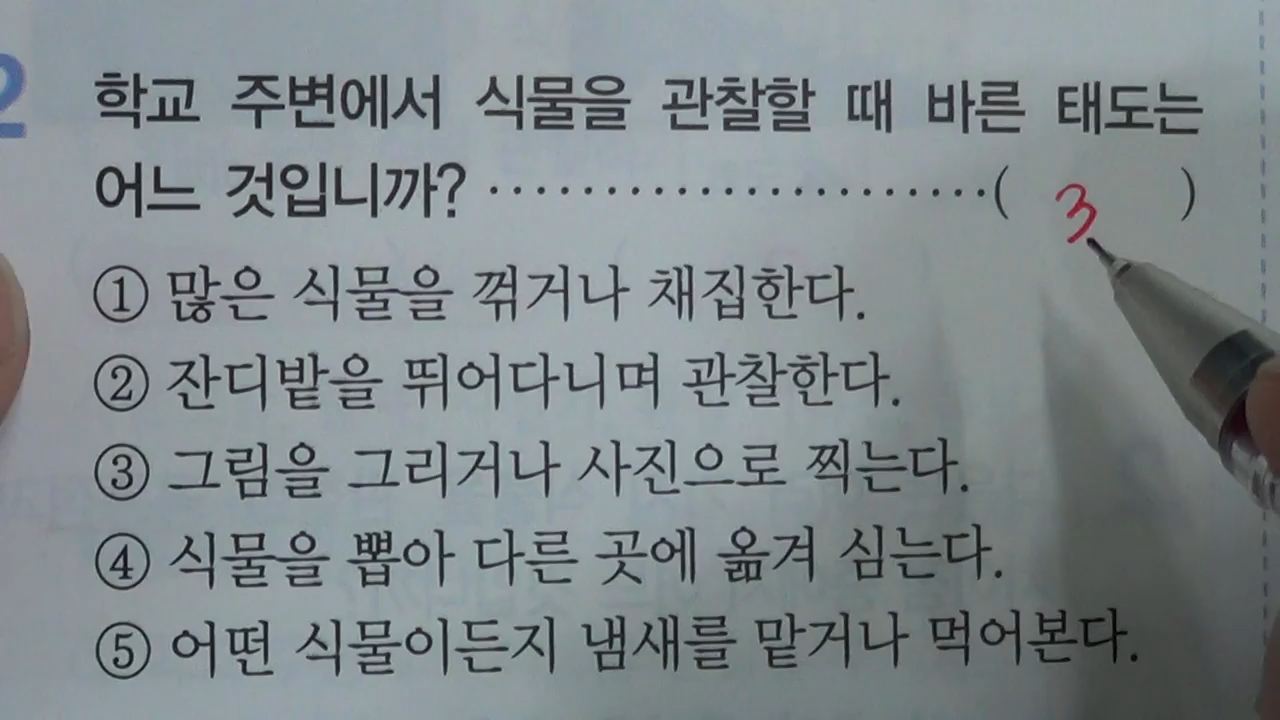 2 학교 주변에서 식물을 관찰할 때 바른 태도는
어느 것입니까? ························( 3 )
① 많은 식물을 꺾거나 채집한다.
② 잔디밭을 뛰어다니며 관찰한다.
③ 그림을 그리거나 사진으로 찍는다.
④ 식물을 뽑아 다른 곳에 옮겨 심는다.
⑤ 어떤 식물이든지 냄새를 맡거나 먹어본다.